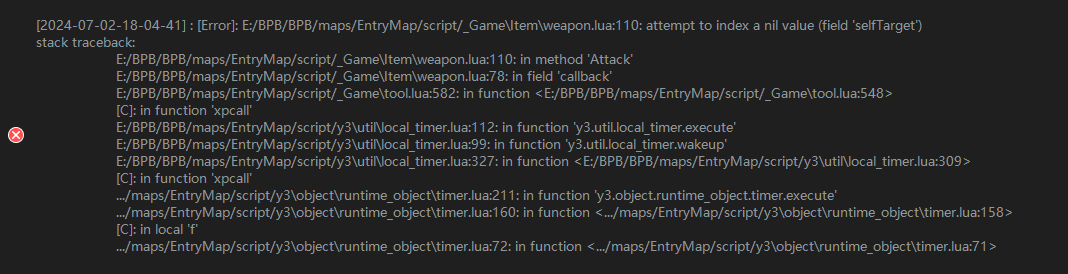 [2024-07-02-18-04-41] : [Error]: E:/BPB/BPB/maps/EntryMap/script/_Game\Item\weapon.lua:110: attempt to index a nil value (field 'selfTarget')
stack traceback:
E:/BPB/BPB/maps/EntryMap/script/_Game\Item\weapon.lua:110: in method 'Attack'
E:/BPB/BPB/maps/EntryMap/script/_Game\Item\weapon.lua:78: in field 'callback'
E:/BPB/BPB/maps/EntryMap/script/_Game\tool.lua:582: in function <E:/BPB/BPB/maps/EntryMap/script/_Game\tool.lua:548>
[C]: in function 'xpcall'
E:/BPB/BPB/maps/EntryMap/script/y3\util\local_timer.lua:112: in function 'y3.util.local_timer.execute'
E:/BPB/BPB/maps/EntryMap/script/y3\util\local_timer.lua:99: in function 'y3.util.local_timer.wakeup'
E:/BPB/BPB/maps/EntryMap/script/y3\util\local_timer.lua:327: in function <E:/BPB/BPB/maps/EntryMap/script/y3\util\local_timer.lua:309>
[C]: in function 'xpcall'
.../maps/EntryMap/script/y3\object\runtime_object\timer.lua:211: in function 'y3.object.runtime_object.timer.execute'
.../maps/EntryMap/script/y3\object\runtime_object\timer.lua:160: in function <.../maps/EntryMap/script/y3\object\runtime_object\timer.lua:158>
[C]: in local 'f'
.../maps/EntryMap/script/y3\object\runtime_object\timer.lua:72: in function <.../maps/EntryMap/script/y3\object\runtime_object\timer.lua:71>